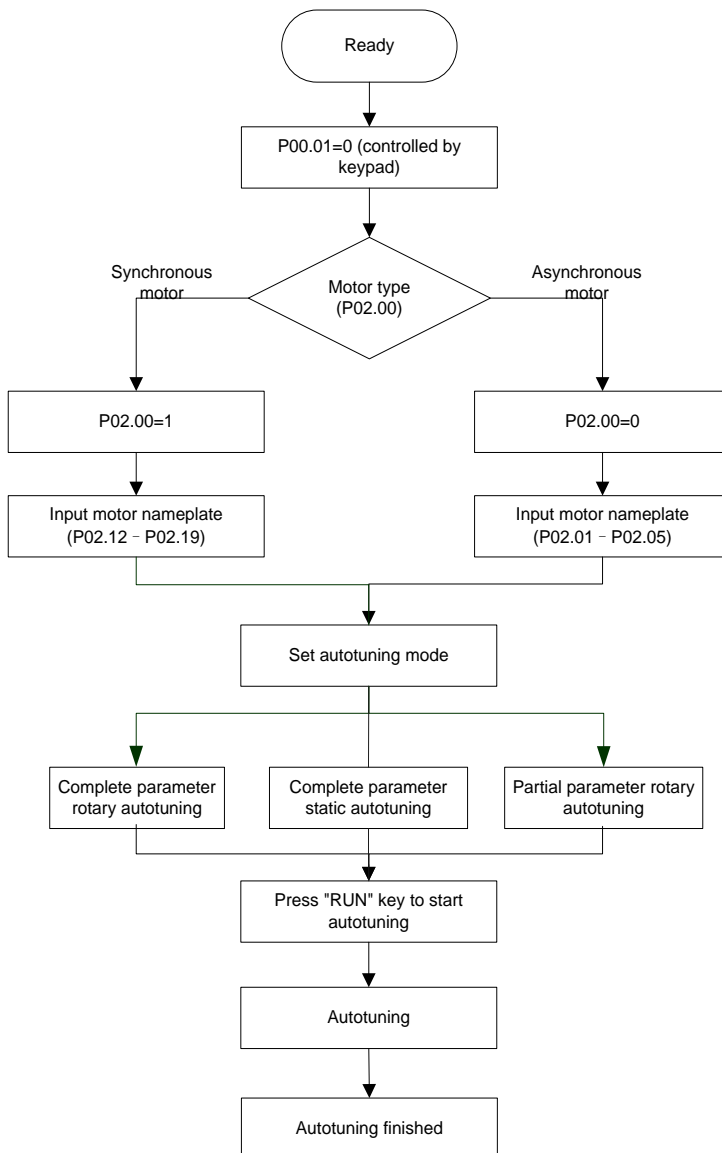 Ready
P00.01=0 (controlled by
keypad)
Synchronous
motor
Motor type
(P02.00)
Asynchronous
motor
P02.00=1
P02.00=0
Input motor nameplate
(P02.12–P02.19)
Input motor nameplate
(P02.01–P02.05)
Set autotuning mode
Complete parameter
rotary autotuning
Complete parameter
static autotuning
Partial parameter rotary
autotuning
Press "RUN" key to start
autotuning
Autotuning
Autotuning finished